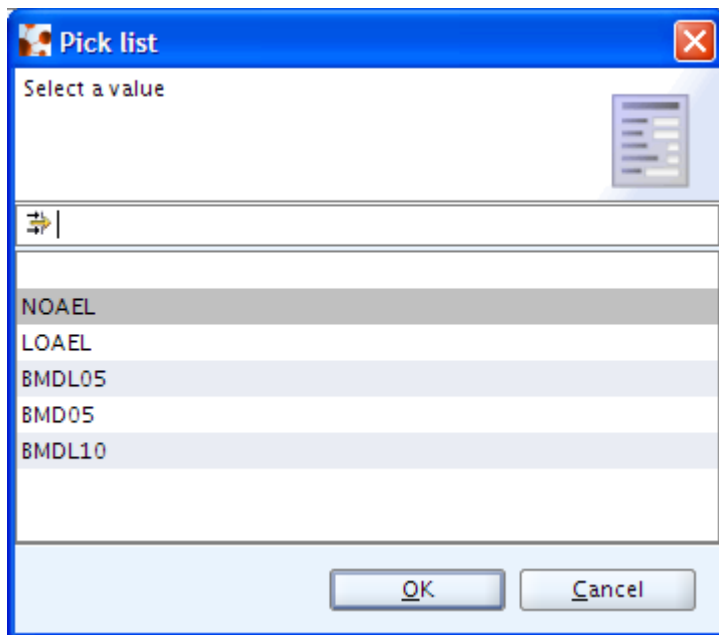 Pick list
Select a value
NOAEL
LOAEL
BMDL05
BMD05
BMDL10
OK Cancel